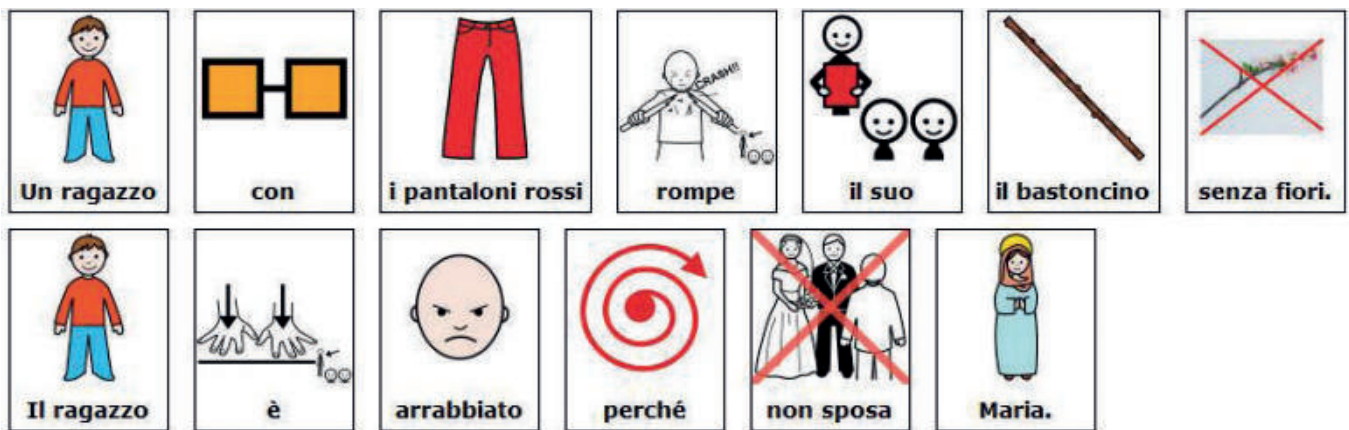 CRASH!!
Un ragazzo con i pantaloni rossi rompe il suo il bastoncino senza fiori.
Il ragazzo è arrabbiato perché non sposa Maria.